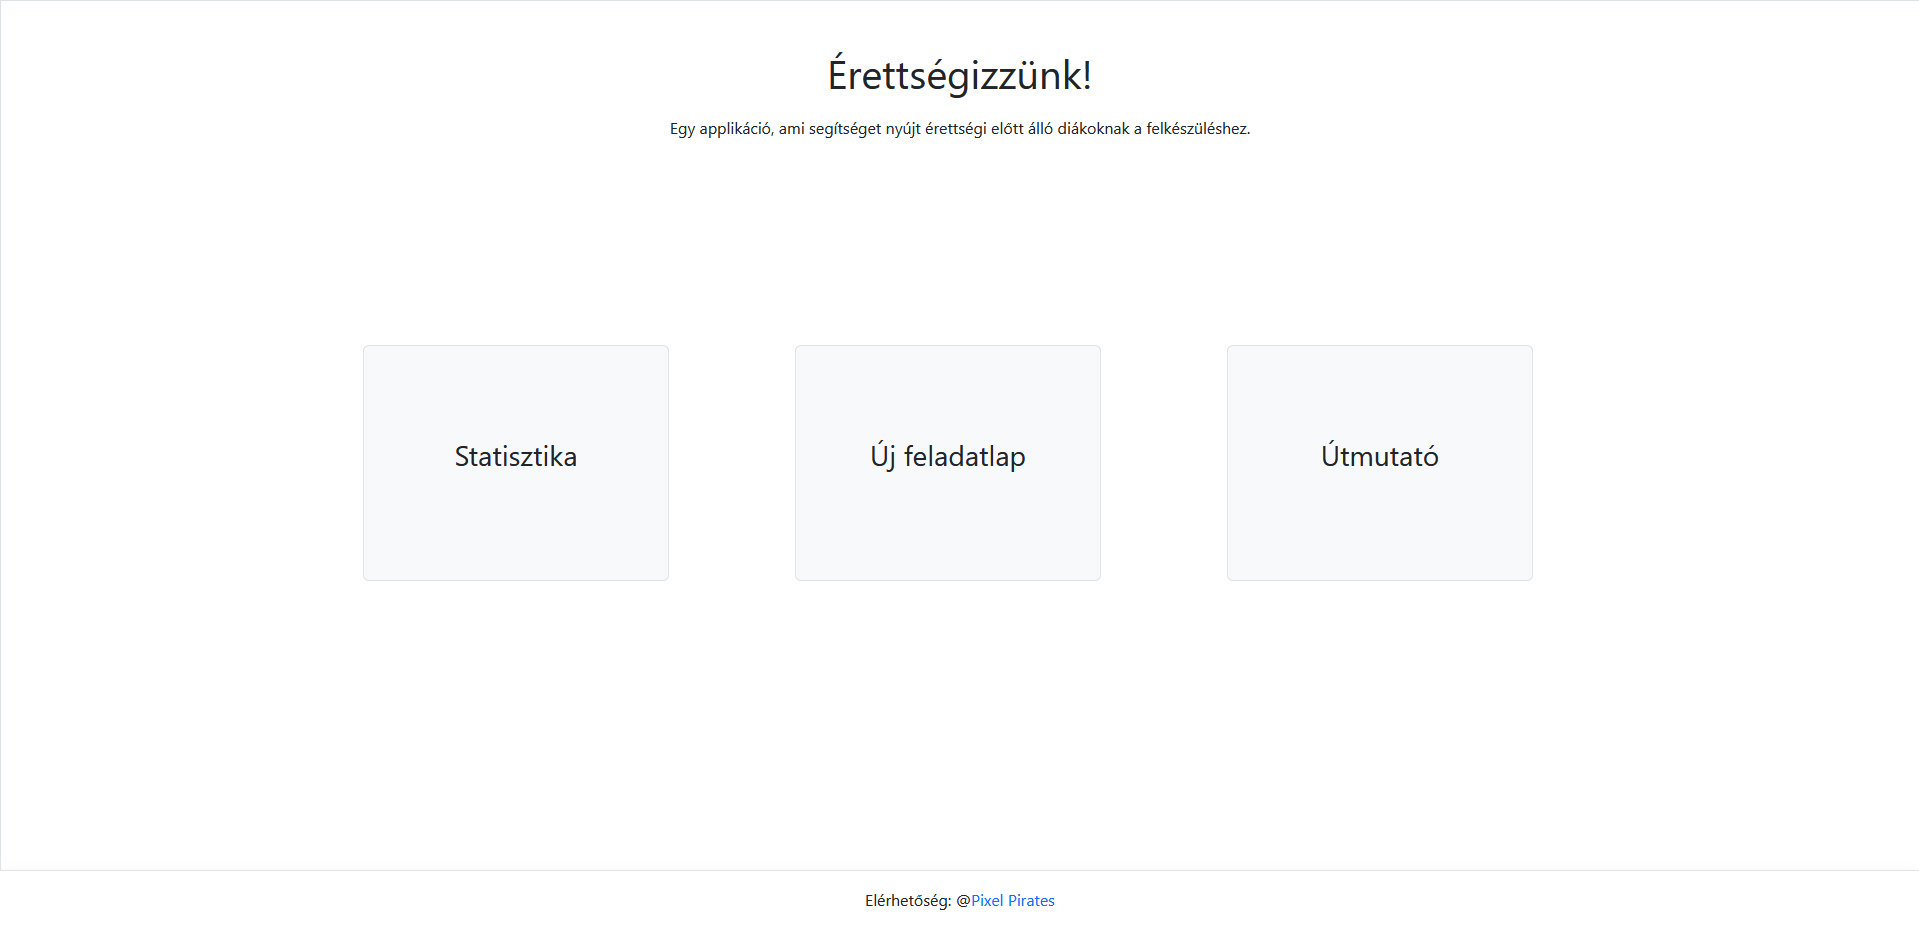 Érettségizzünk!
Egy applikáció, ami segítséget nyújt érettségi előtt álló diákoknak a felkészüléshez.
Statisztika
Új feladatlap
Útmutató
Elérhetőség: @Pixel Pirates